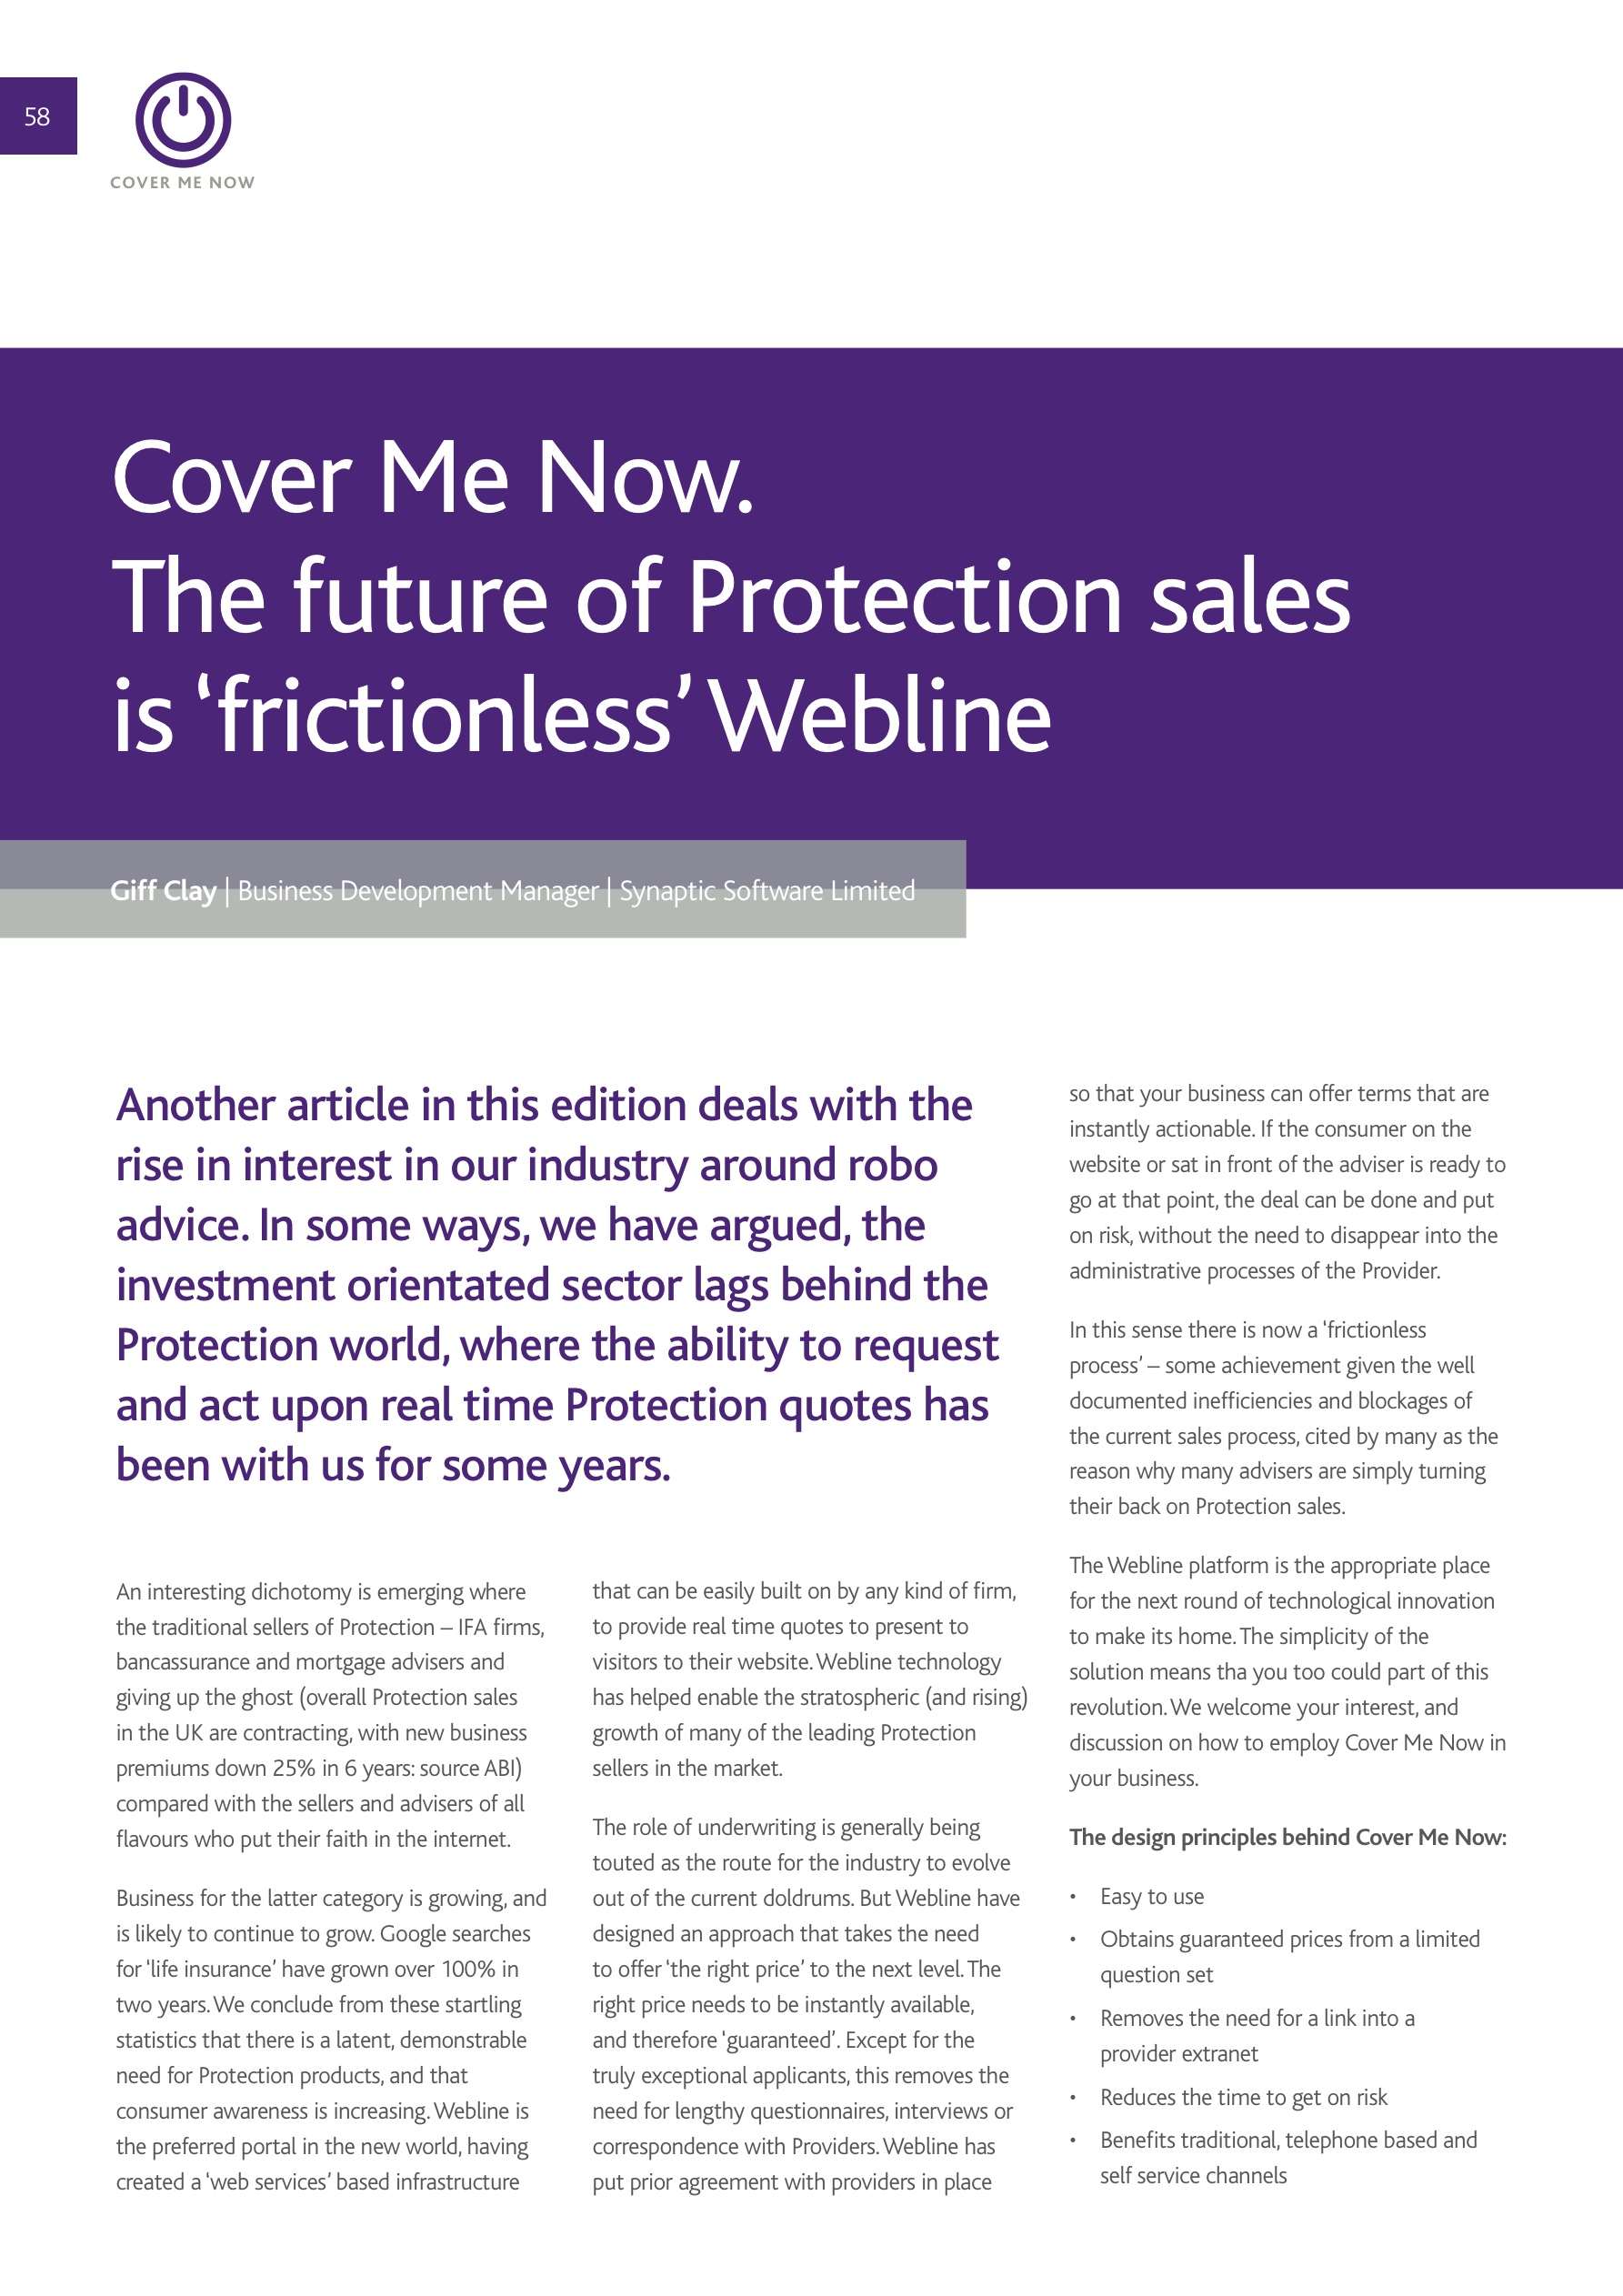 58
COVER ME NOW
Cover Me Now.
The future of Protection sales
is ‘frictionless’ Webline
Giff Clay | Business Development Manager | Synaptic Software Limited
Another article in this edition deals with the
rise in interest in our industry around robo
advice. In some ways, we have argued, the
investment orientated sector lags behind the
Protection world, where the ability to request
and act upon real time Protection quotes has
been with us for some years.
An interesting dichotomy is emerging where
the traditional sellers of Protection – IFA firms,
bancassurance and mortgage advisers and
giving up the ghost (overall Protection sales
in the UK are contracting, with new business
premiums down 25% in 6 years: source ABI)
compared with the sellers and advisers of all
flavours who put their faith in the internet.
Business for the latter category is growing, and
is likely to continue to grow. Google searches
for ‘life insurance’ have grown over 100% in
two years. We conclude from these startling
statistics that there is a latent, demonstrable
need for Protection products, and that
consumer awareness is increasing. Webline is
the preferred portal in the new world, having
created a ‘web services’ based infrastructure
that can be easily built on by any kind of firm,
to provide real time quotes to present to
visitors to their website. Webline technology
has helped enable the stratospheric (and rising)
growth of many of the leading Protection
sellers in the market.
The role of underwriting is generally being
touted as the route for the industry to evolve
out of the current doldrums. But Webline have
designed an approach that takes the need
to offer ‘the right price’ to the next level. The
right price needs to be instantly available,
and therefore ‘guaranteed’. Except for the
truly exceptional applicants, this removes the
need for lengthy questionnaires, interviews or
correspondence with Providers. Webline has
put prior agreement with providers in place
so that your business can offer terms that are
instantly actionable. If the consumer on the
website or sat in front of the adviser is ready to
go at that point, the deal can be done and put
on risk, without the need to disappear into the
administrative processes of the Provider.
In this sense there is now a ‘frictionless
process’ – some achievement given the well
documented inefficiencies and blockages of
the current sales process, cited by many as the
reason why many advisers are simply turning
their back on Protection sales.
The Webline platform is the appropriate place
for the next round of technological innovation
to make its home. The simplicity of the
solution means tha you too could part of this
revolution. We welcome your interest, and
discussion on how to employ Cover Me Now in
your business.
The design principles behind Cover Me Now:
• Easy to use
• Obtains guaranteed prices from a limited
question set
• Removes the need for a link into a
provider extranet
• Reduces the time to get on risk
• Benefits traditional, telephone based and
self service channels